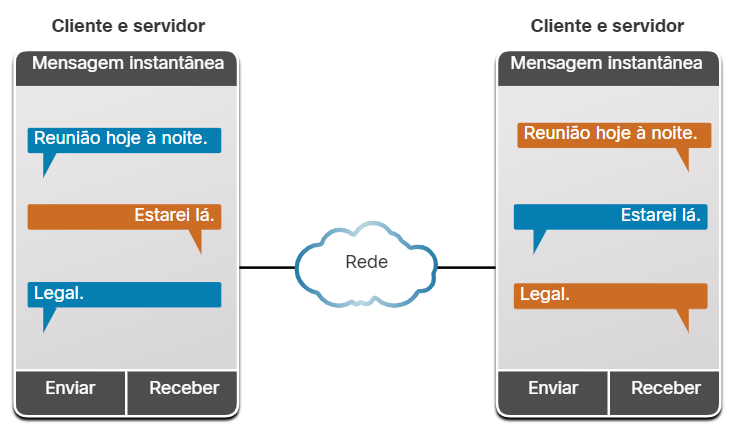 Cliente e servidor
Mensagem instantânea
Reunião hoje à noite.
Estarei lá.
Legal.
Enviar
Receber
Rede
Cliente e servidor
Mensagem instantânea
Reunião hoje à noite.
Estarei lá.
Legal.
Enviar
Receber